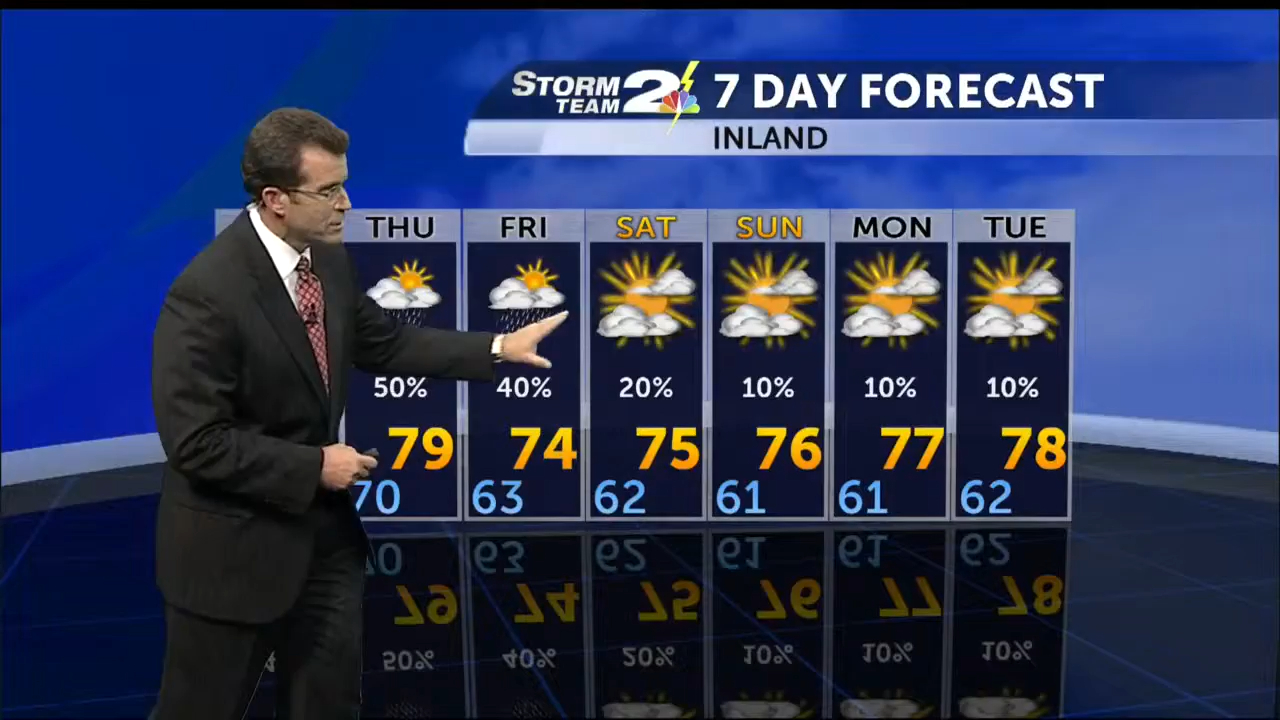 STORM TEAM 2 7 DAY FORECAST
INLAND
THU FRI SAT SUN MON TUE
50% 40% 20% 10% 10% 10%
79 74 75 76 77 78
70 63 62 61 61 62